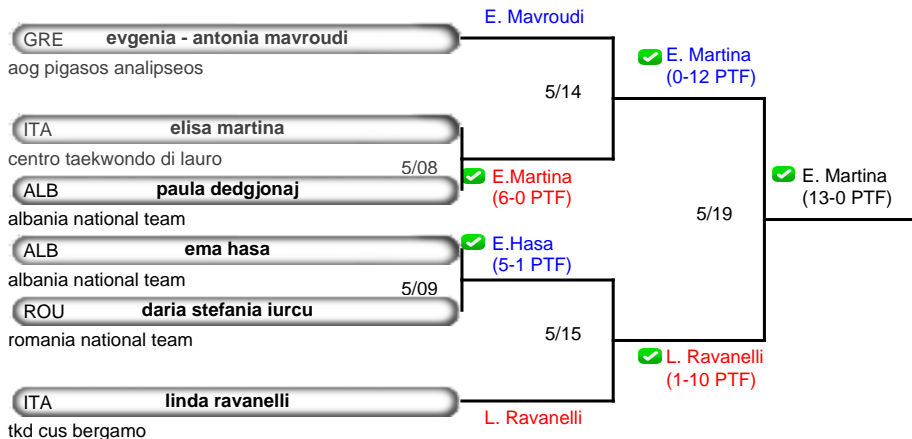 E. Mavroudi
GRE evgenia - antonia mavroudi
aog pigasos analipseos
E. Martina
(0-12 PTF)
5/14
ITA elisa martina
centro taekwondo di lauro
5/08
E.Martina
(6-0 PTF)
ALB paula dedgjonaj
albania national team
E. Martina
(13-0 PTF)
5/19
ALB ema hasa
albania national team
E.Hasa
(5-1 PTF)
5/09
ROU daria stefania iurcu
romania national team
5/15
L. Ravanelli
(1-10 PTF)
ITA linda ravanelli
tkd cus bergamo
L. Ravanelli